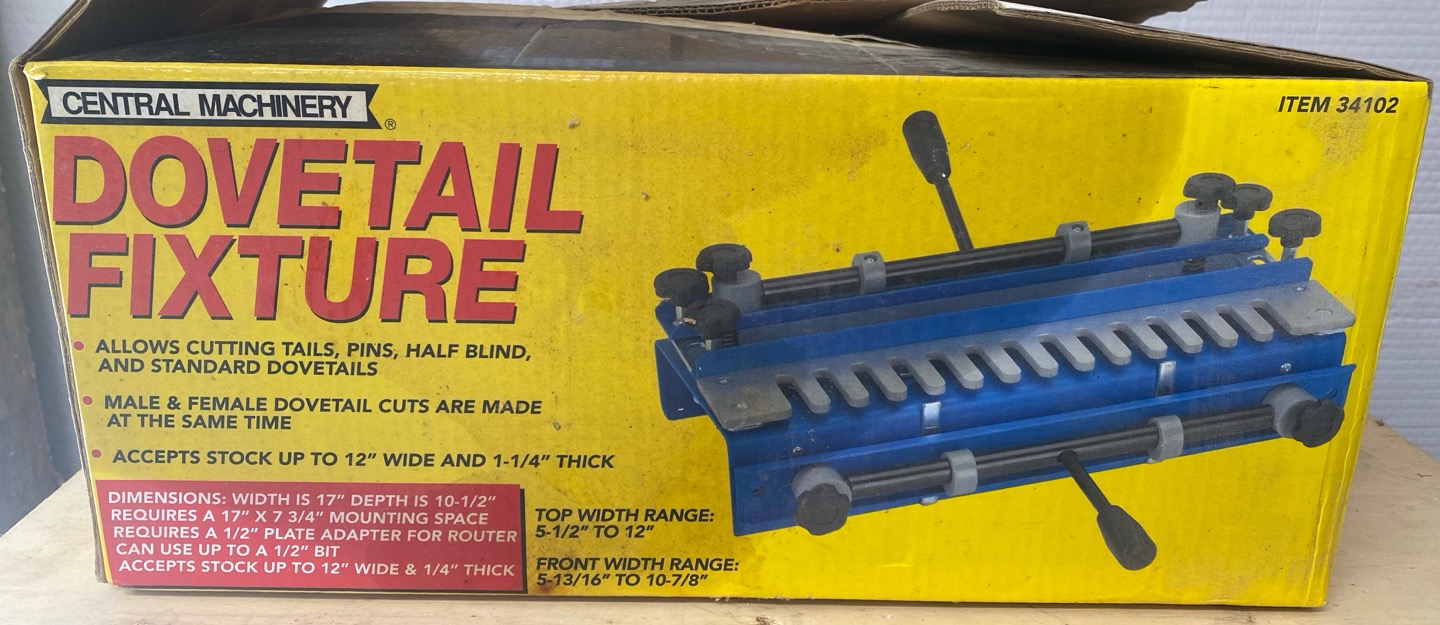 CENTRAL MACHINERY®
ITEM 34102
DOVETAIL
FIXTURE
• ALLOWS CUTTING TAILS, PINS, HALF BLIND,
AND STANDARD DOVETAILS
• MALE & FEMALE DOVETAIL CUTS ARE MADE
AT THE SAME TIME
• ACCEPTS STOCK UP TO 12" WIDE AND 1-1/4" THICK
DIMENSIONS: WIDTH IS 17" DEPTH IS 10-1/2"
REQUIRES A 17" X 7 3/4" MOUNTING SPACE
REQUIRES A 1/2" PLATE ADAPTER FOR ROUTER
CAN USE UP TO A 1/2" BIT
ACCEPTS STOCK UP TO 12" WIDE & 1/4" THICK
TOP WIDTH RANGE:
5-1/2" TO 12"
FRONT WIDTH RANGE:
5-13/16" TO 10-7/8"